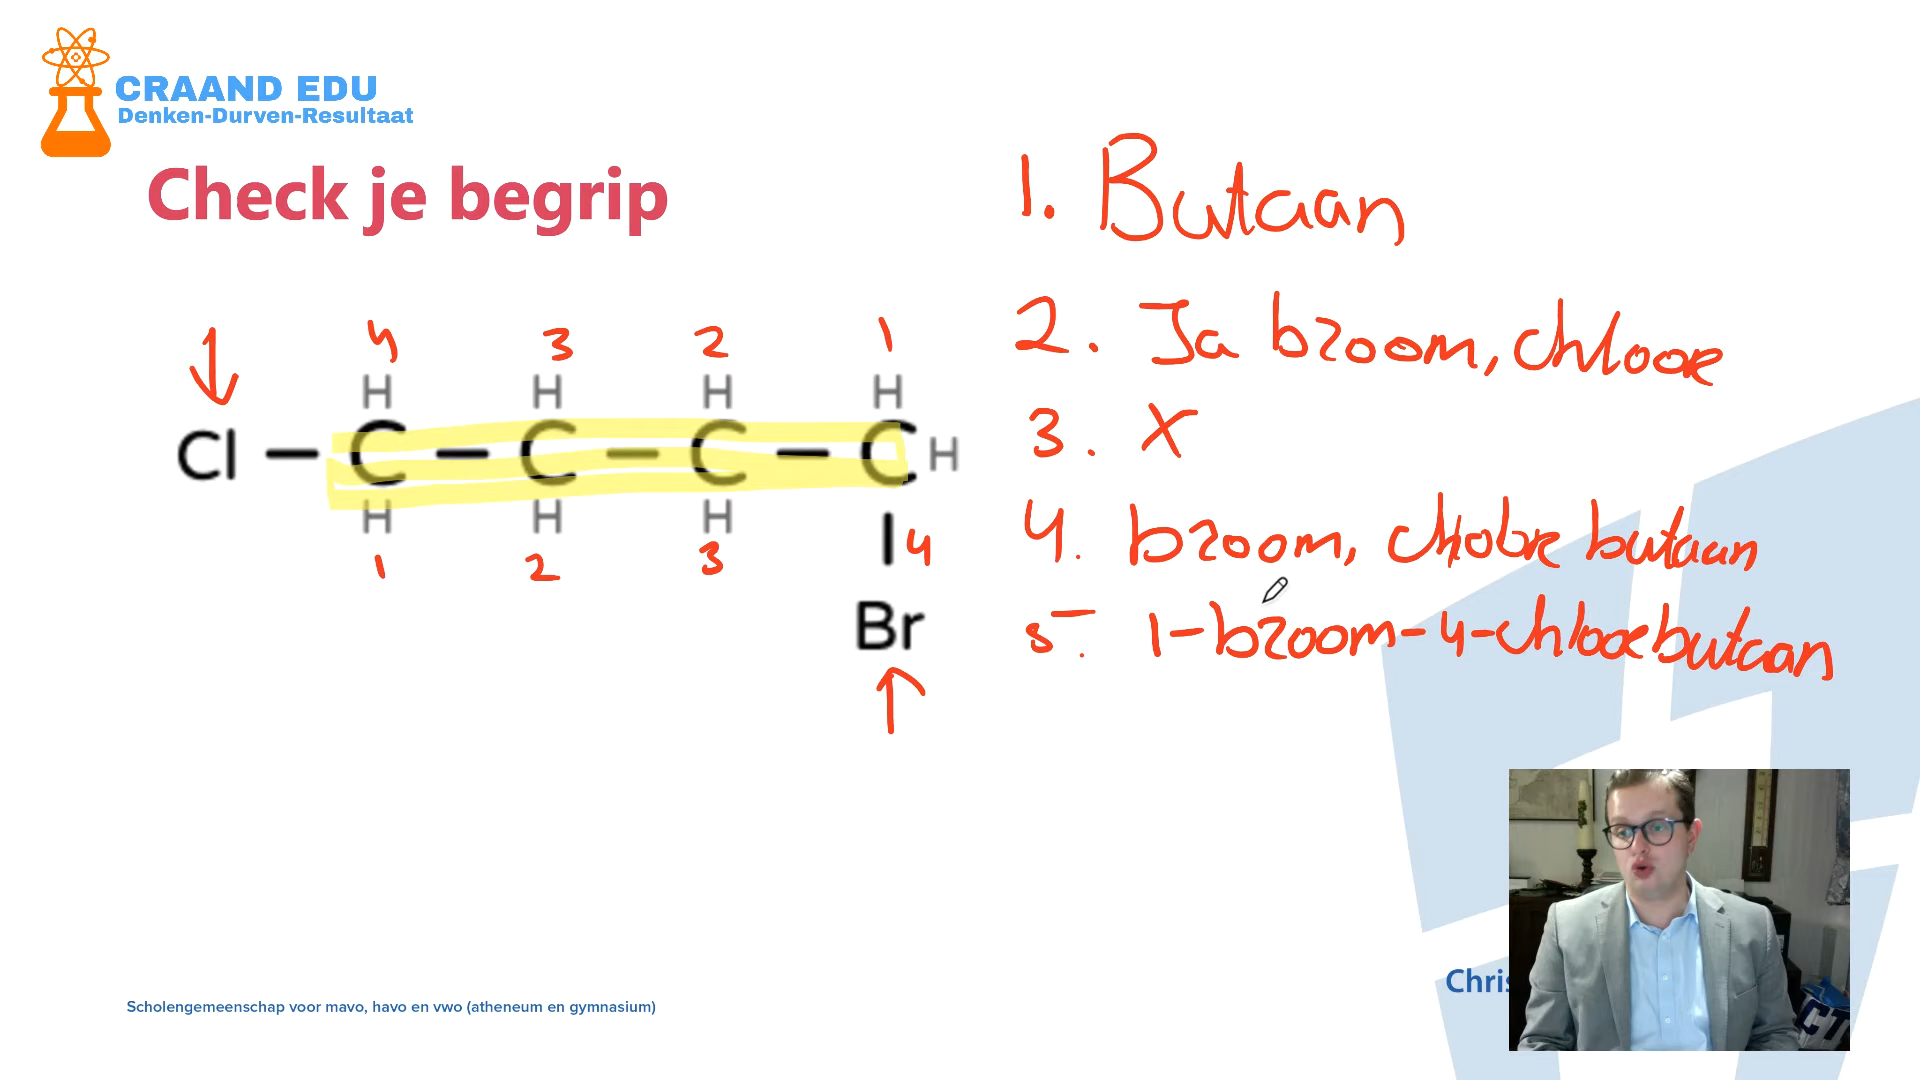 CRAAND EDU
Denken-Durven-Resultaat
Check je begrip
1. Butaan
2. Ja broom, chloor
3. X
4. broom, chloor butaan
5. 1-broom-4-chloorbutaan
4 3 2 1
H H H H
Cl - C - C - C - C H
H H H
1 2 3 4
Br
Chris
CT
Scholengemeenschap voor mavo, havo en vwo (atheneum en gymnasium)